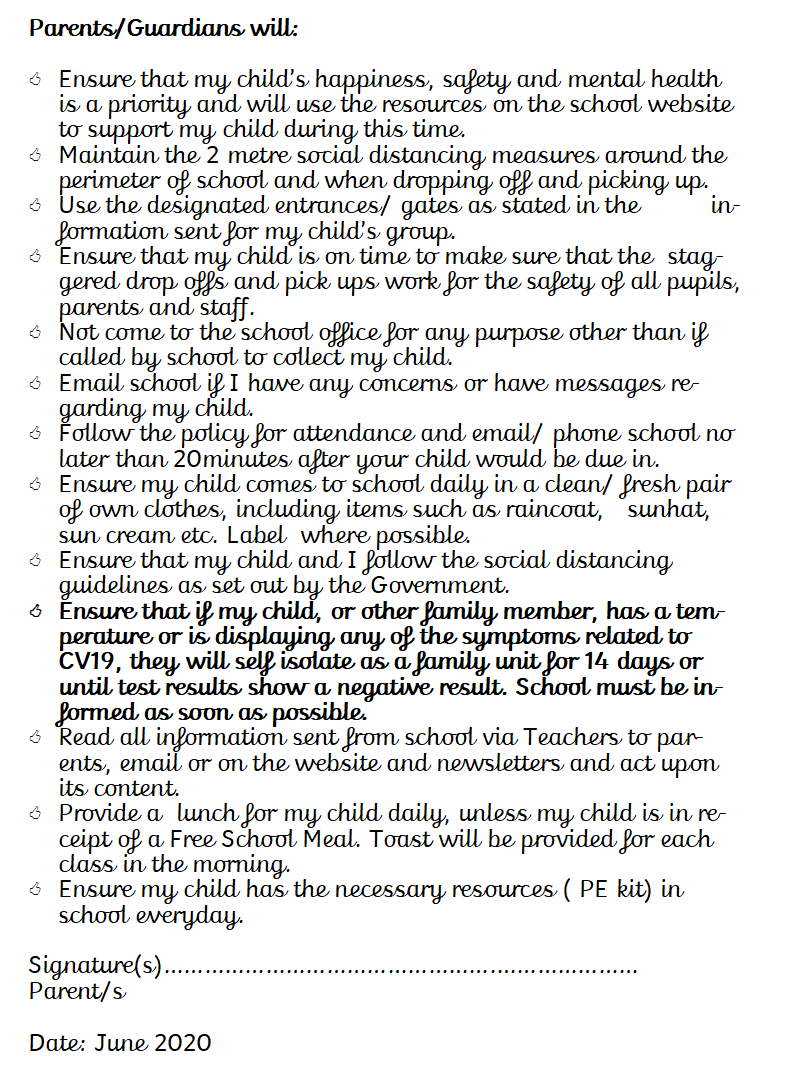 Parents/Guardians will:
Ensure that my child's happiness, safety and mental health
is a priority and will use the resources on the school website
to support my child during this time.
Maintain the 2 metre social distancing measures around the
perimeter of school and when dropping off and picking up.
Use the designated entrances/ gates as stated in the in-
formation sent for my child's group.
Ensure that my child is on time to make sure that the stag-
gered drop offs and pick ups work for the safety of all pupils,
parents and staff.
Not come to the school office for any purpose other than if
called by school to collect my child.
Email school if I have any concerns or have messages re-
garding my child.
Follow the policy for attendance and email/ phone school no
later than 20minutes after your child would be due in.
Ensure my child comes to school daily in a clean/ fresh pair
of own clothes, including items such as raincoat, sunhat,
sun cream etc. Label where possible.
Ensure that my child and I follow the social distancing
guidelines as set out by the Government.
Ensure that if my child, or other family member, has a tem-
perature or is displaying any of the symptoms related to
CV19, they will self isolate as a family unit for 14 days or
until test results show a negative result. School must be in-
formed as soon as possible.
Read all information sent from school via Teachers to par-
ents, email or on the website and newsletters and act upon
its content.
Provide a lunch for my child daily, unless my child is in re-
ceipt of a Free School Meal. Toast will be provided for each
class in the morning.
Ensure my child has the necessary resources ( PE kit) in
school everyday.
Signature(s)……………………………………………………………
Parent/s
Date: June 2020